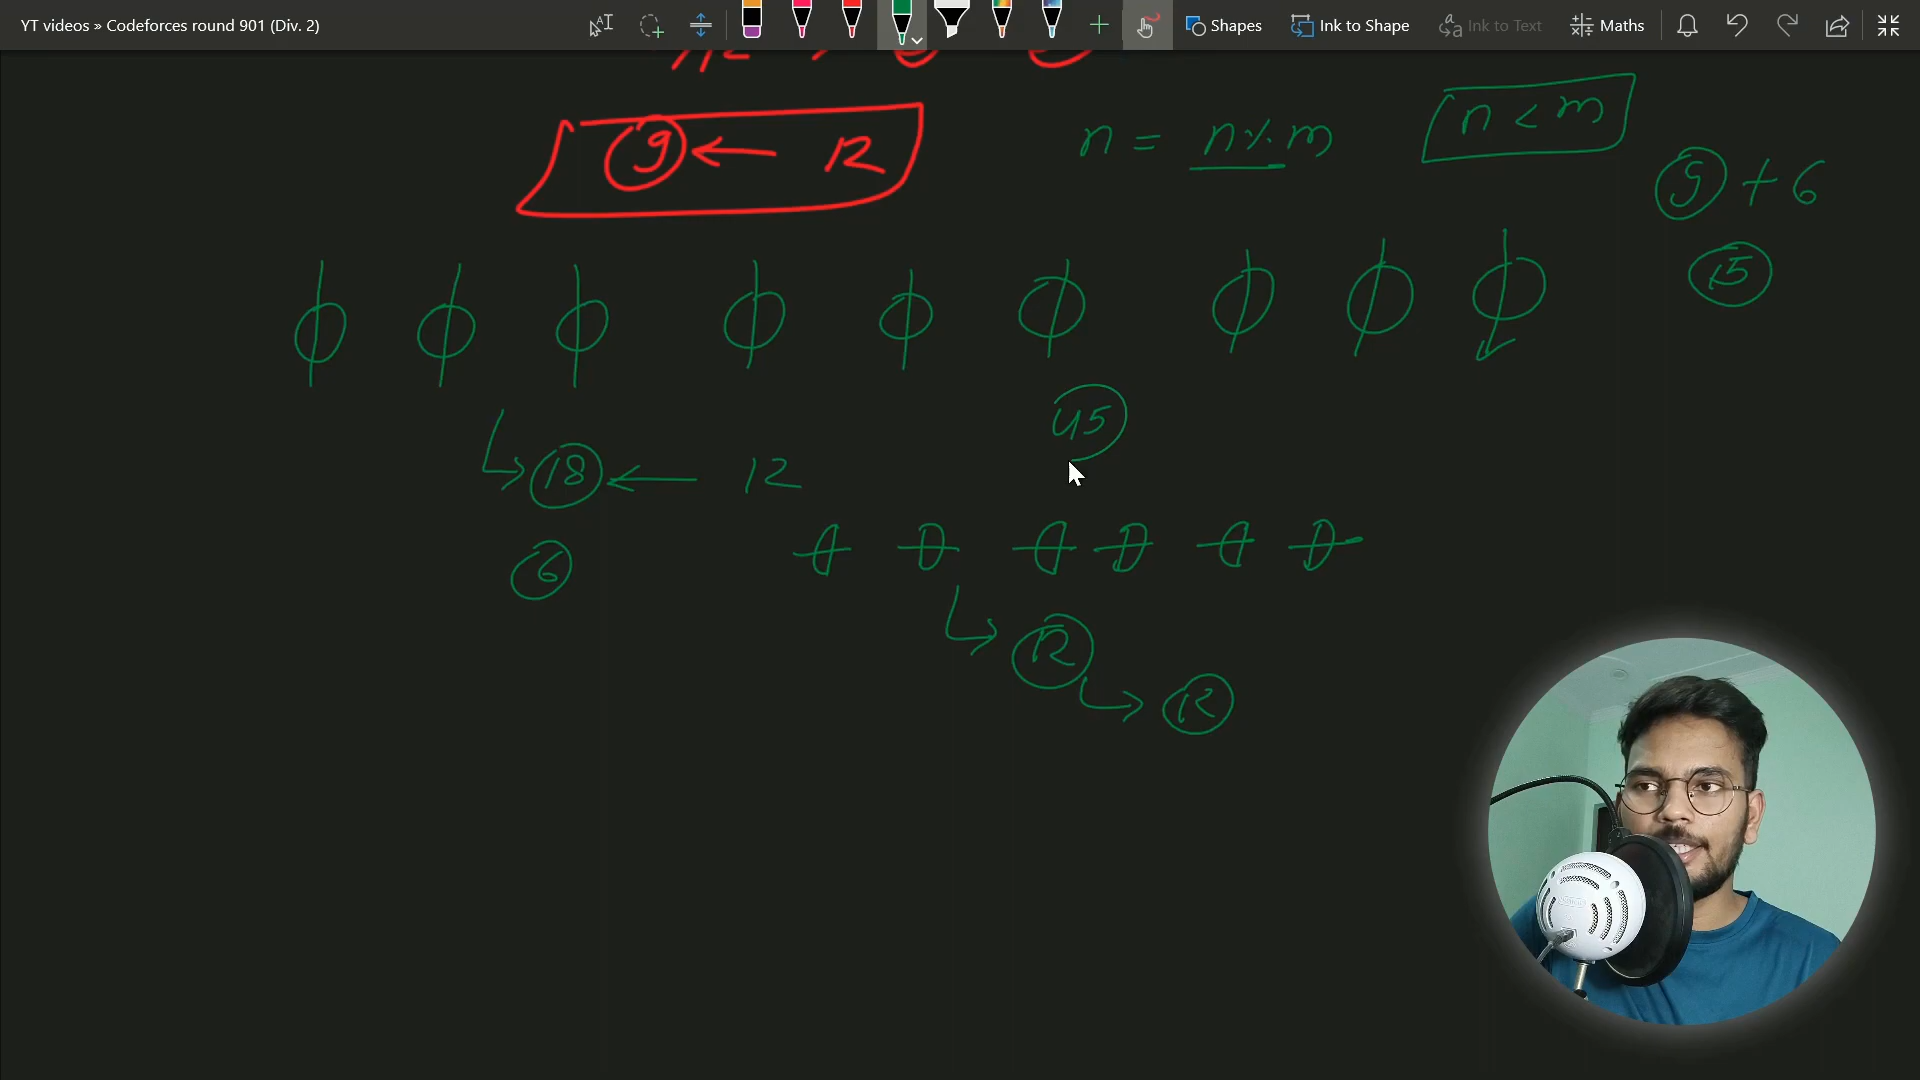 YT videos » Codeforces round 901 (Div. 2)
Shapes
Ink to Shape
Ink to Text
Maths
9 ← 12
n = n % m
n < m
9 + 6
15
45
18 ← 12
6
12
12